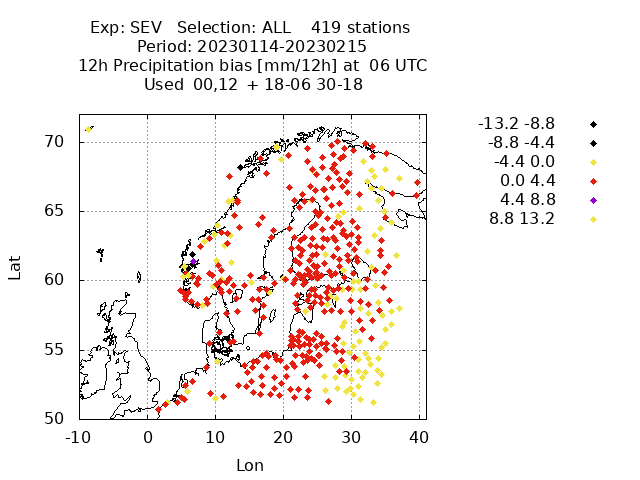 Exp: SEV Selection: ALL 419 stations
Period: 20230114-20230215
12h Precipitation bias [mm/12h] at 06 UTC
Used 00,12 + 18-06 30-18
-13.2 -8.8
-8.8 -4.4
-4.4 0.0
0.0 4.4
4.4 8.8
8.8 13.2
70
65
60
55
50
Lat
-10 0 10 20 30 40
Lon